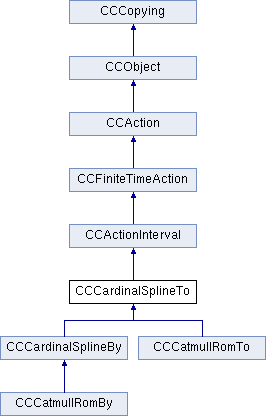 CCCopying
CCObject
CCAction
CCFiniteTimeAction
CCActionInterval
CCCardinalSplineTo
CCCardinalSplineBy
CCCatmullRomTo
CCCatmullRomBy